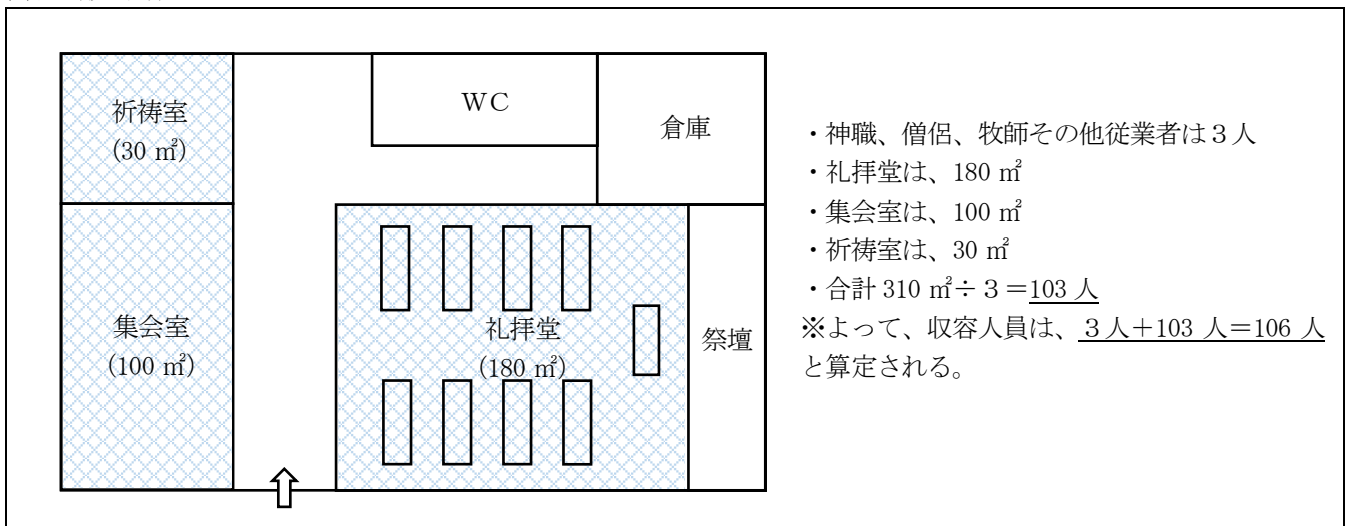 祈祷室
(30 ㎡)
WC
倉庫
集会室
(100 ㎡)
礼拝堂
(180 ㎡)
祭壇
・神職、僧侶、牧師その他従業者は３人
・礼拝堂は、180 ㎡
・集会室は、100 ㎡
・祈祷室は、30 ㎡
・合計 310 ㎡÷３＝103 人
※よって、収容人員は、３人＋103 人＝106 人
と算定される。